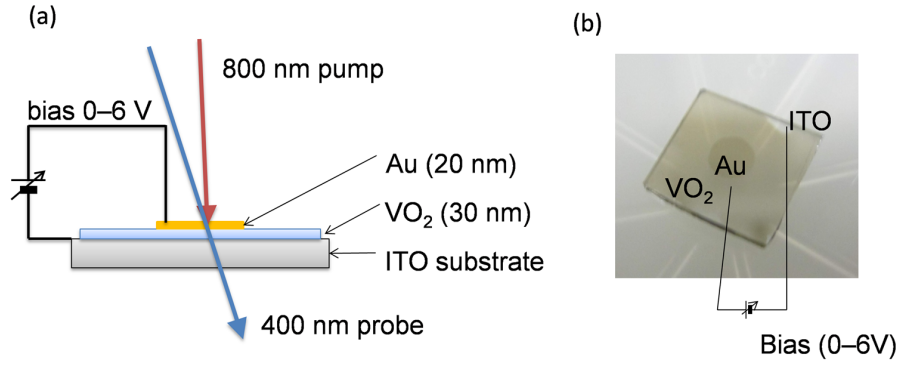 (a)
800 nm pump
bias 0–6 V
Au (20 nm)
VO₂ (30 nm)
ITO substrate
400 nm probe
(b)
ITO
Au
VO₂
Bias (0–6V)